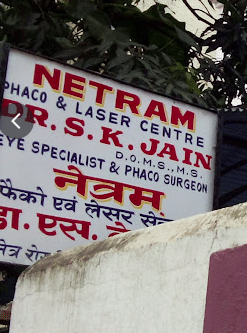 NETRAM
PHACO & LASER CENTRE
DR. S. K. JAIN
D.O.M.S., M.S.
EYE SPECIALIST & PHACO SURGEON
नेत्रम
फैको एवं लेसर
डा. एस.
नेत्र